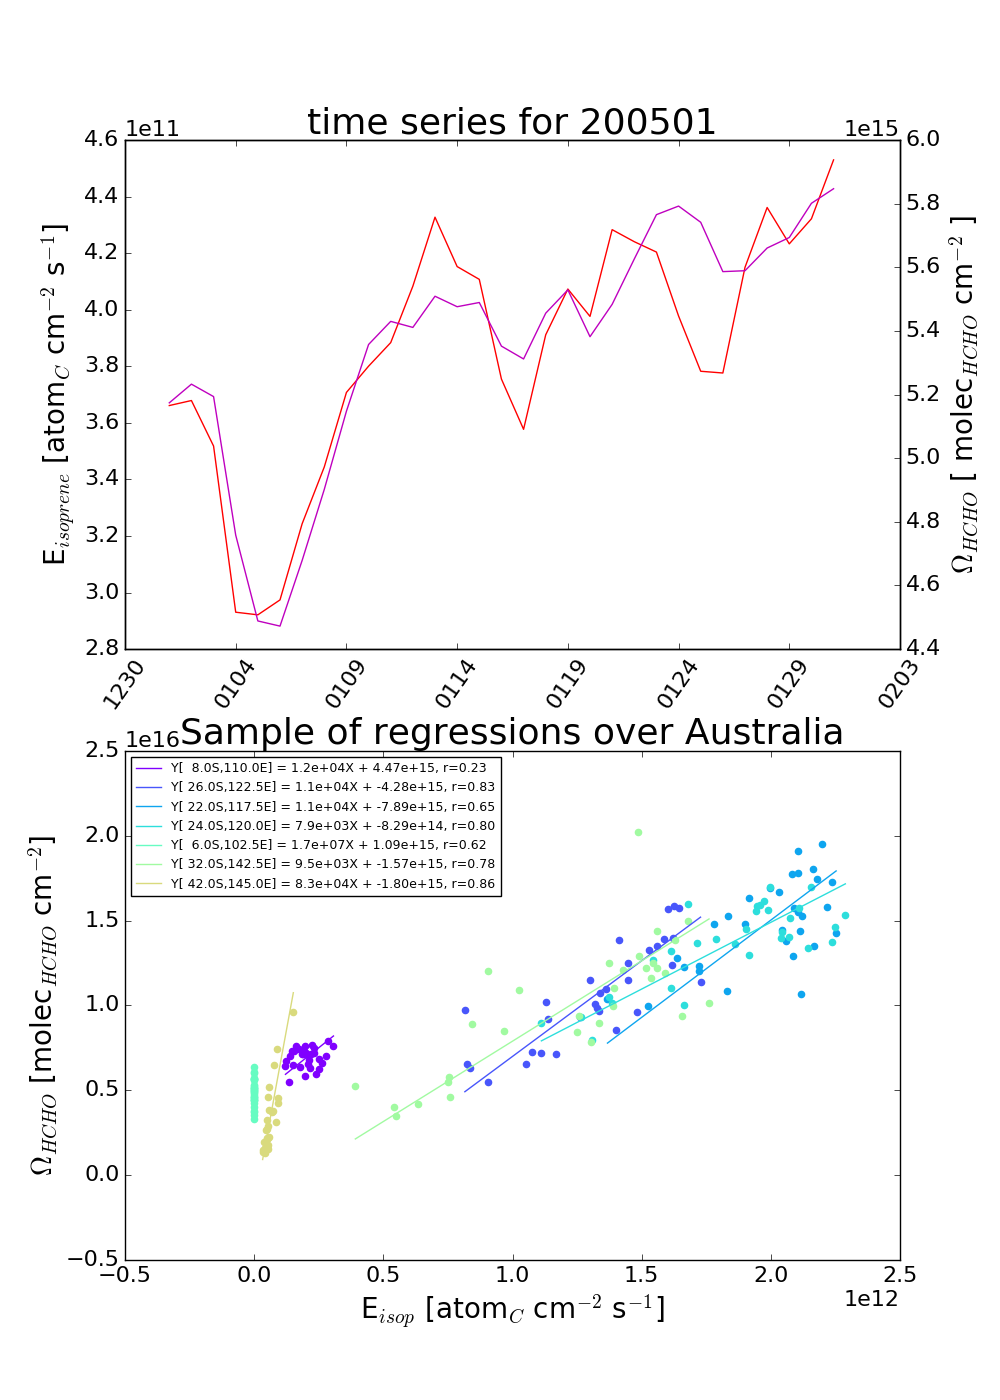 time series for 200501
1e11
1e15
4.6
4.4
4.2
4.0
3.8
3.6
3.4
3.2
3.0
2.8
E_{isoprene} [atom_C cm^{-2} s^{-1}]
6.0
5.8
5.6
5.4
5.2
5.0
4.8
4.6
4.4
Ω_{HCHO} [ molec_{HCHO} cm^{-2} ]
1230 0104 0109 0114 0119 0124 0129 0203
Sample of regressions over Australia
1e16
2.5
2.0
1.5
1.0
0.5
0.0
−0.5
Ω_{HCHO} [molec_{HCHO} cm^{-2}]
Y[  8.0S,110.0E] = 1.2e+04X + 4.47e+15, r=0.23
Y[ 26.0S,122.5E] = 1.1e+04X + -4.28e+15, r=0.83
Y[ 22.0S,117.5E] = 1.1e+04X + -7.89e+15, r=0.65
Y[ 24.0S,120.0E] = 7.9e+03X + -8.29e+14, r=0.80
Y[  6.0S,102.5E] = 1.7e+07X + 1.09e+15, r=0.62
Y[ 32.0S,142.5E] = 9.5e+03X + -1.57e+15, r=0.78
Y[ 42.0S,145.0E] = 8.3e+04X + -1.80e+15, r=0.86
−0.5 0.0 0.5 1.0 1.5 2.0 2.5
1e12
E_{isop} [atom_C cm^{-2} s^{-1}]